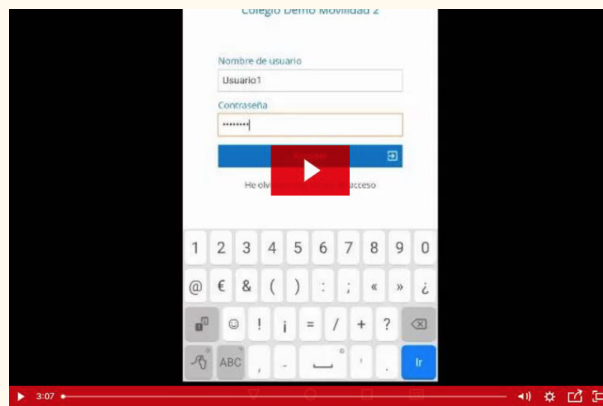 Colegio Demo Movilidad 2
Nombre de usuario
Usuario1
Contraseña
••••••••
He olv acceso
1 2 3 4 5 6 7 8 9 0
@ € & ( ) : ; « » ¿
! ¡ = / + ?
ABC , - ' . Ir
3:07